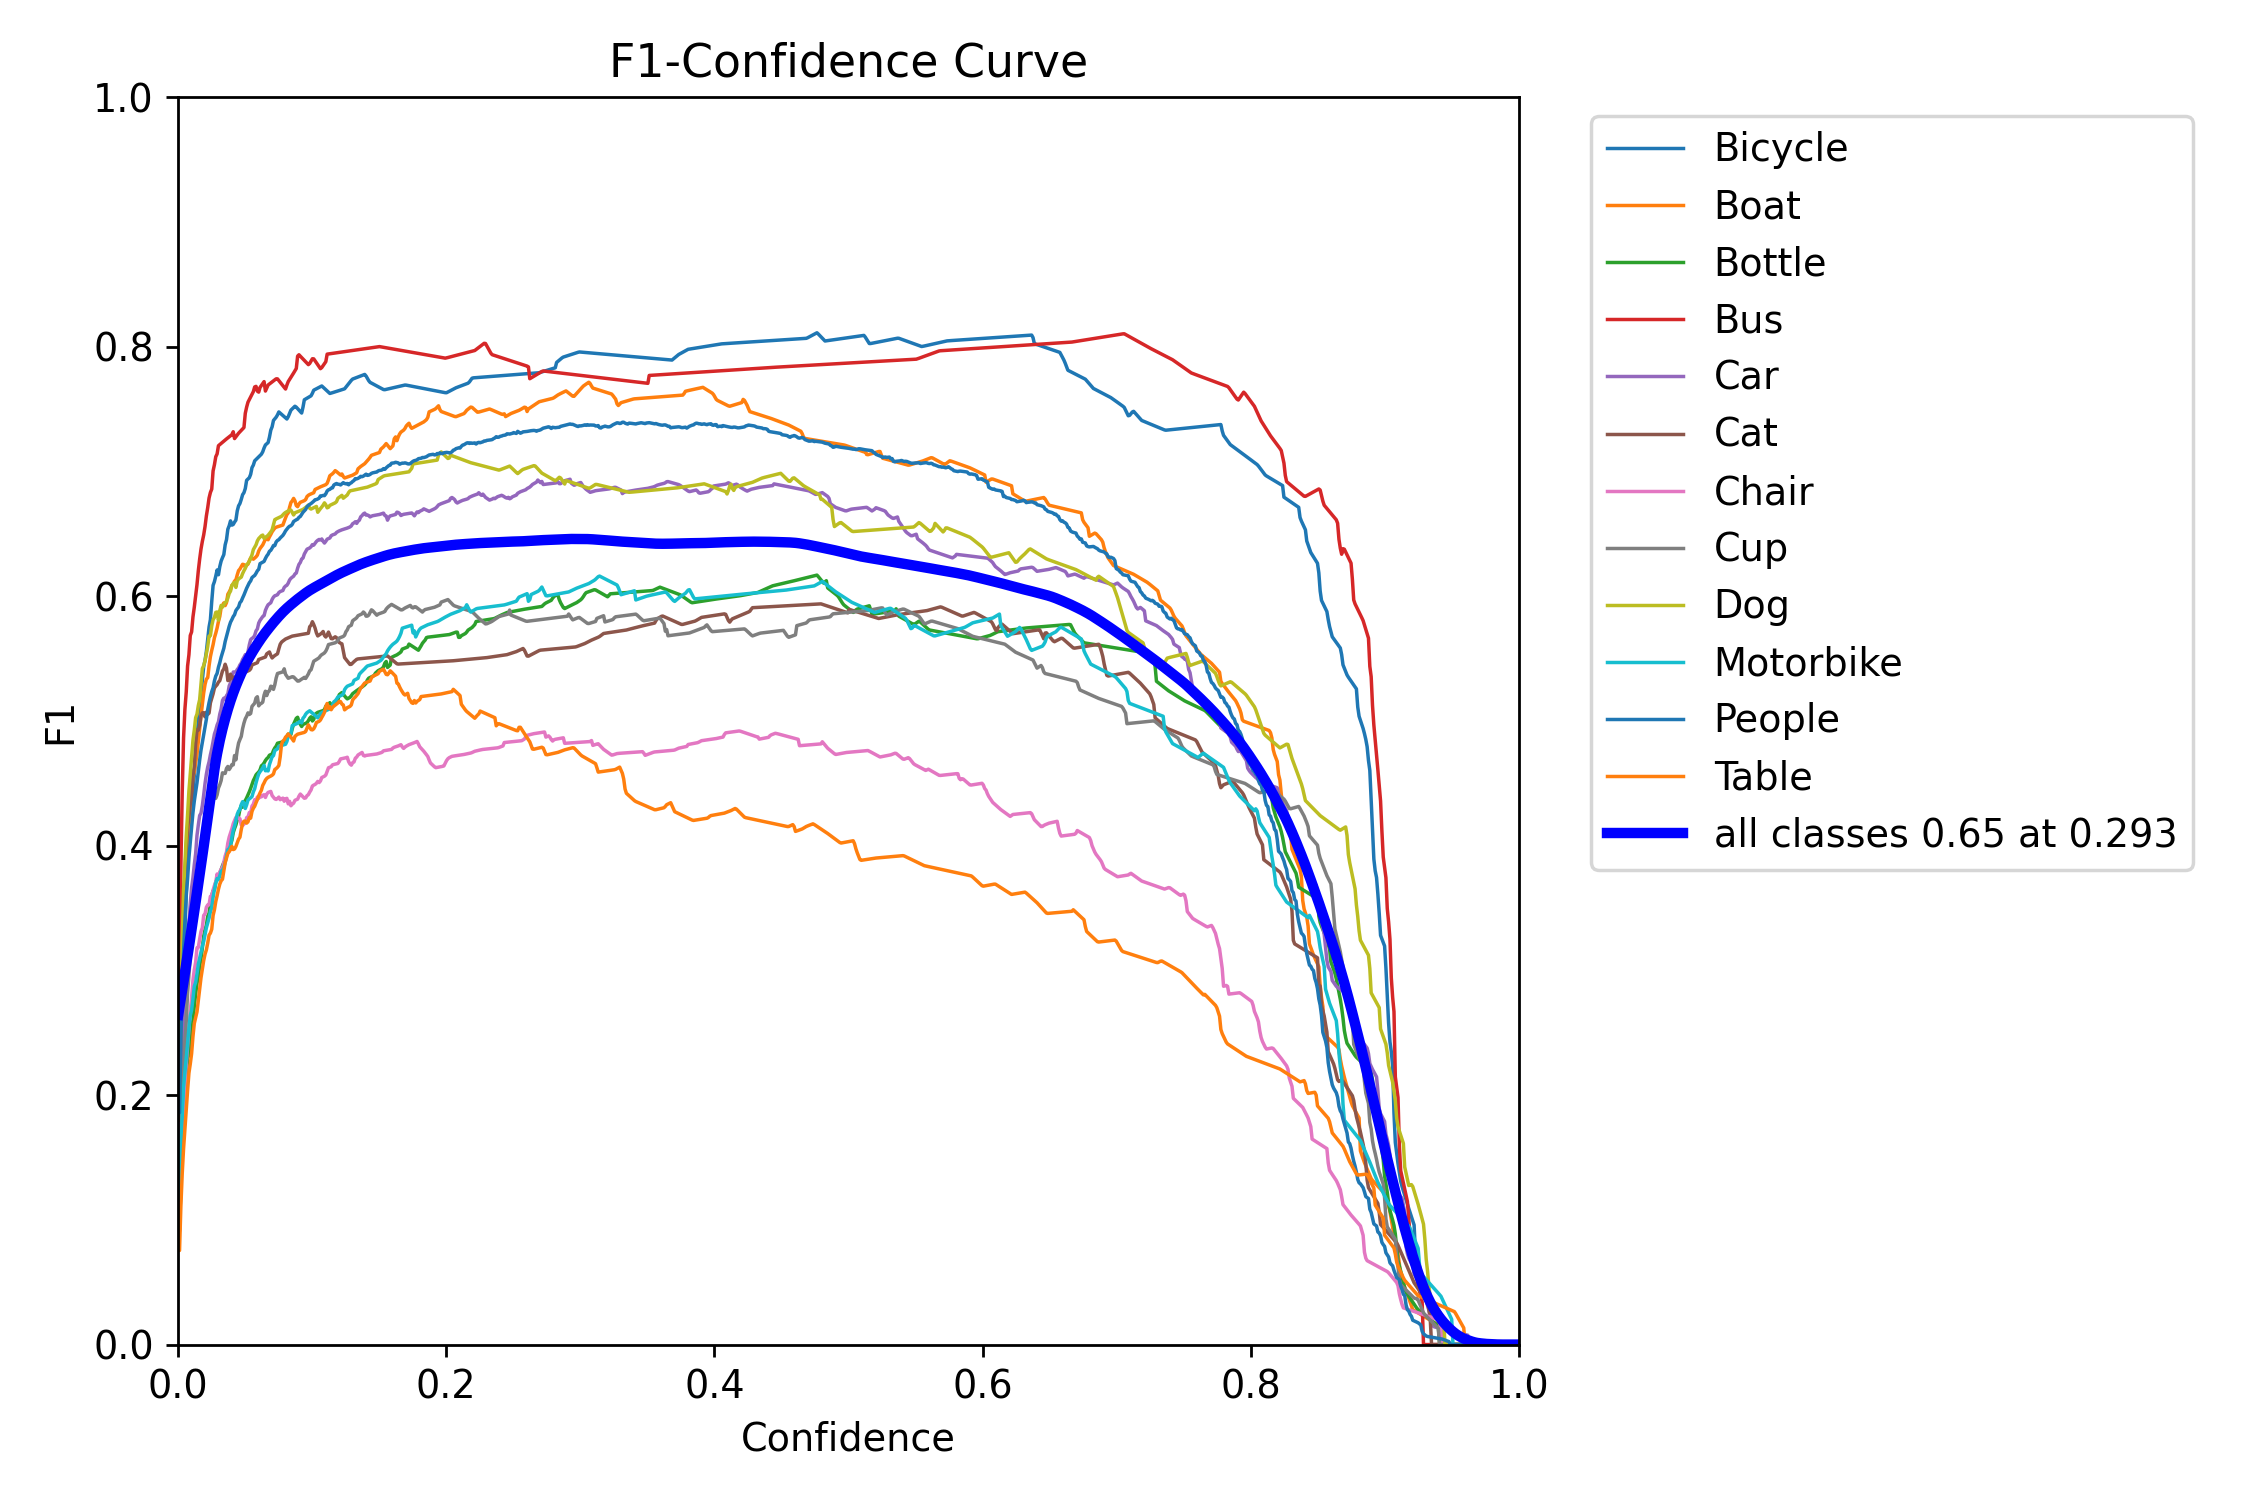 F1-Confidence Curve
1.0
0.8
0.6
0.4
0.2
0.0
F1
0.0 0.2 0.4 0.6 0.8 1.0
Confidence
Bicycle
Boat
Bottle
Bus
Car
Cat
Chair
Cup
Dog
Motorbike
People
Table
all classes 0.65 at 0.293